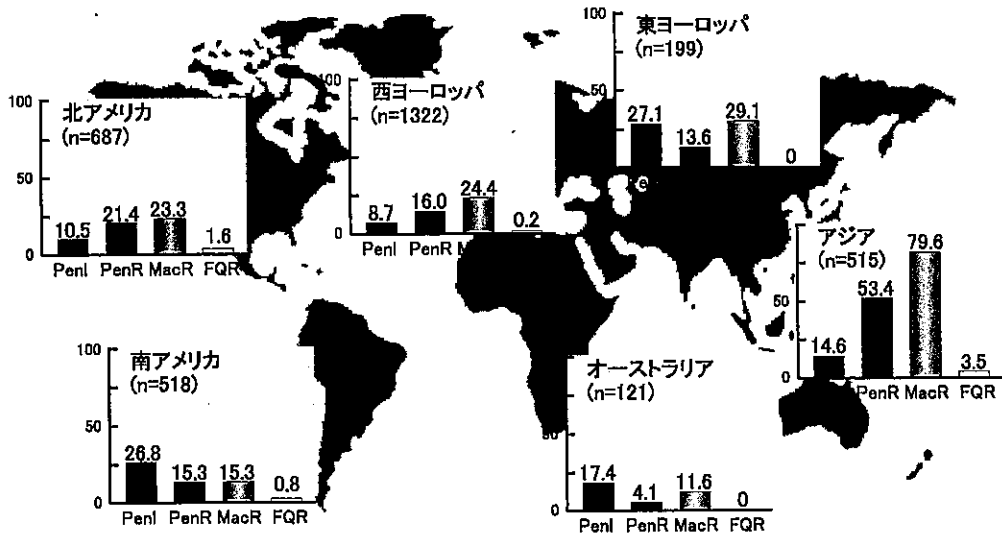 100
50
0
北アメリカ
(n=687)
10.5
21.4
23.3
1.6
PenI PenR MacR FQR
100
50
0
西ヨーロッパ
(n=1322)
8.7
16.0
24.4
0.2
PenI PenR
100
50
東ヨーロッパ
(n=199)
27.1
13.6
29.1
0
e
100
50
0
アジア
(n=515)
14.6
53.4
79.6
3.5
PenI PenR MacR FQR
100
50
0
南アメリカ
(n=518)
26.8
15.3
15.3
0.8
PenI PenR MacR FQR
50
0
オーストラリア
(n=121)
17.4
4.1
11.6
0
PenI PenR MacR FQR